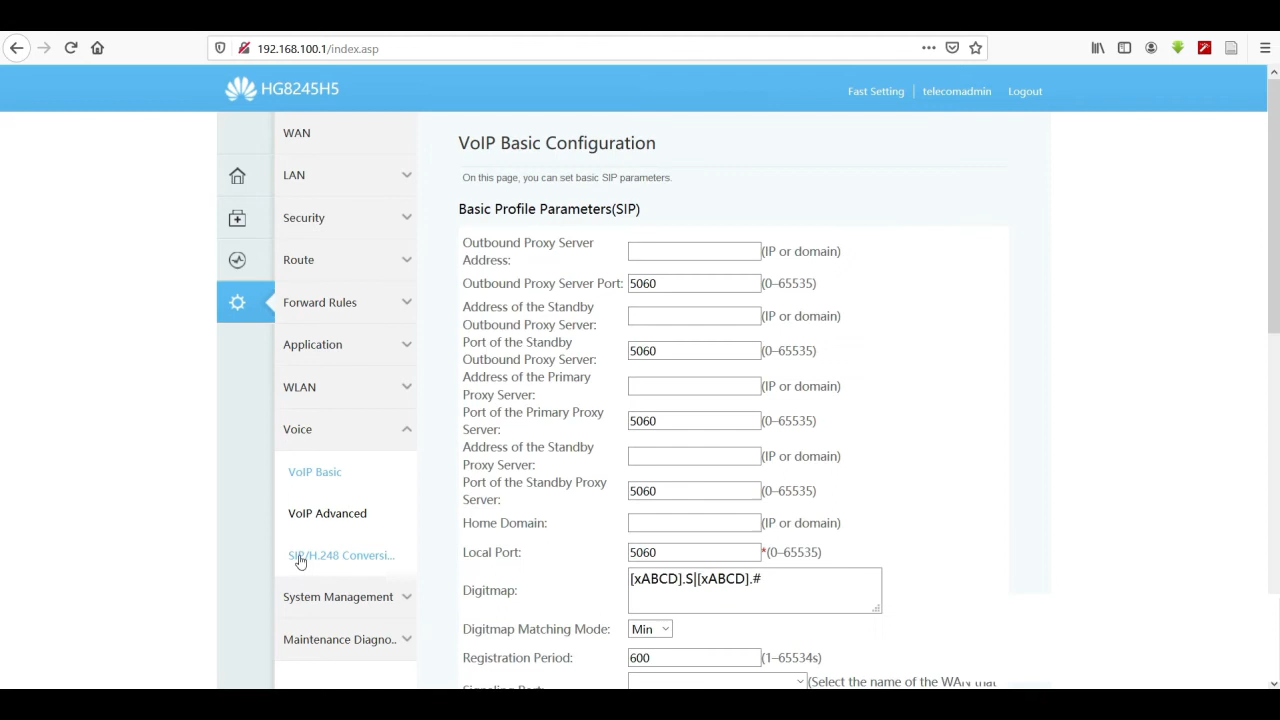 192.168.100.1/index.asp
HG8245H5
Fast Setting
telecomadmin
Logout
WAN
LAN
Security
Route
Forward Rules
Application
WLAN
Voice
VoIP Basic
VoIP Advanced
SIP/H.248 Conversi...
System Management
Maintenance Diagno..
VoIP Basic Configuration
On this page, you can set basic SIP parameters.
Basic Profile Parameters(SIP)
Outbound Proxy Server
Address:
(IP or domain)
Outbound Proxy Server Port: 5060 (0–65535)
Address of the Standby
Outbound Proxy Server:
(IP or domain)
Port of the Standby
Outbound Proxy Server:
5060 (0–65535)
Address of the Primary
Proxy Server:
(IP or domain)
Port of the Primary Proxy
Server:
5060 (0–65535)
Address of the Standby
Proxy Server:
(IP or domain)
Port of the Standby Proxy
Server:
5060 (0–65535)
Home Domain: (IP or domain)
Local Port: 5060 *(0–65535)
Digitmap: [xABCD].S|[xABCD].#
Digitmap Matching Mode: Min
Registration Period: 600 (1–65534s)
(Select the name of the WAN that